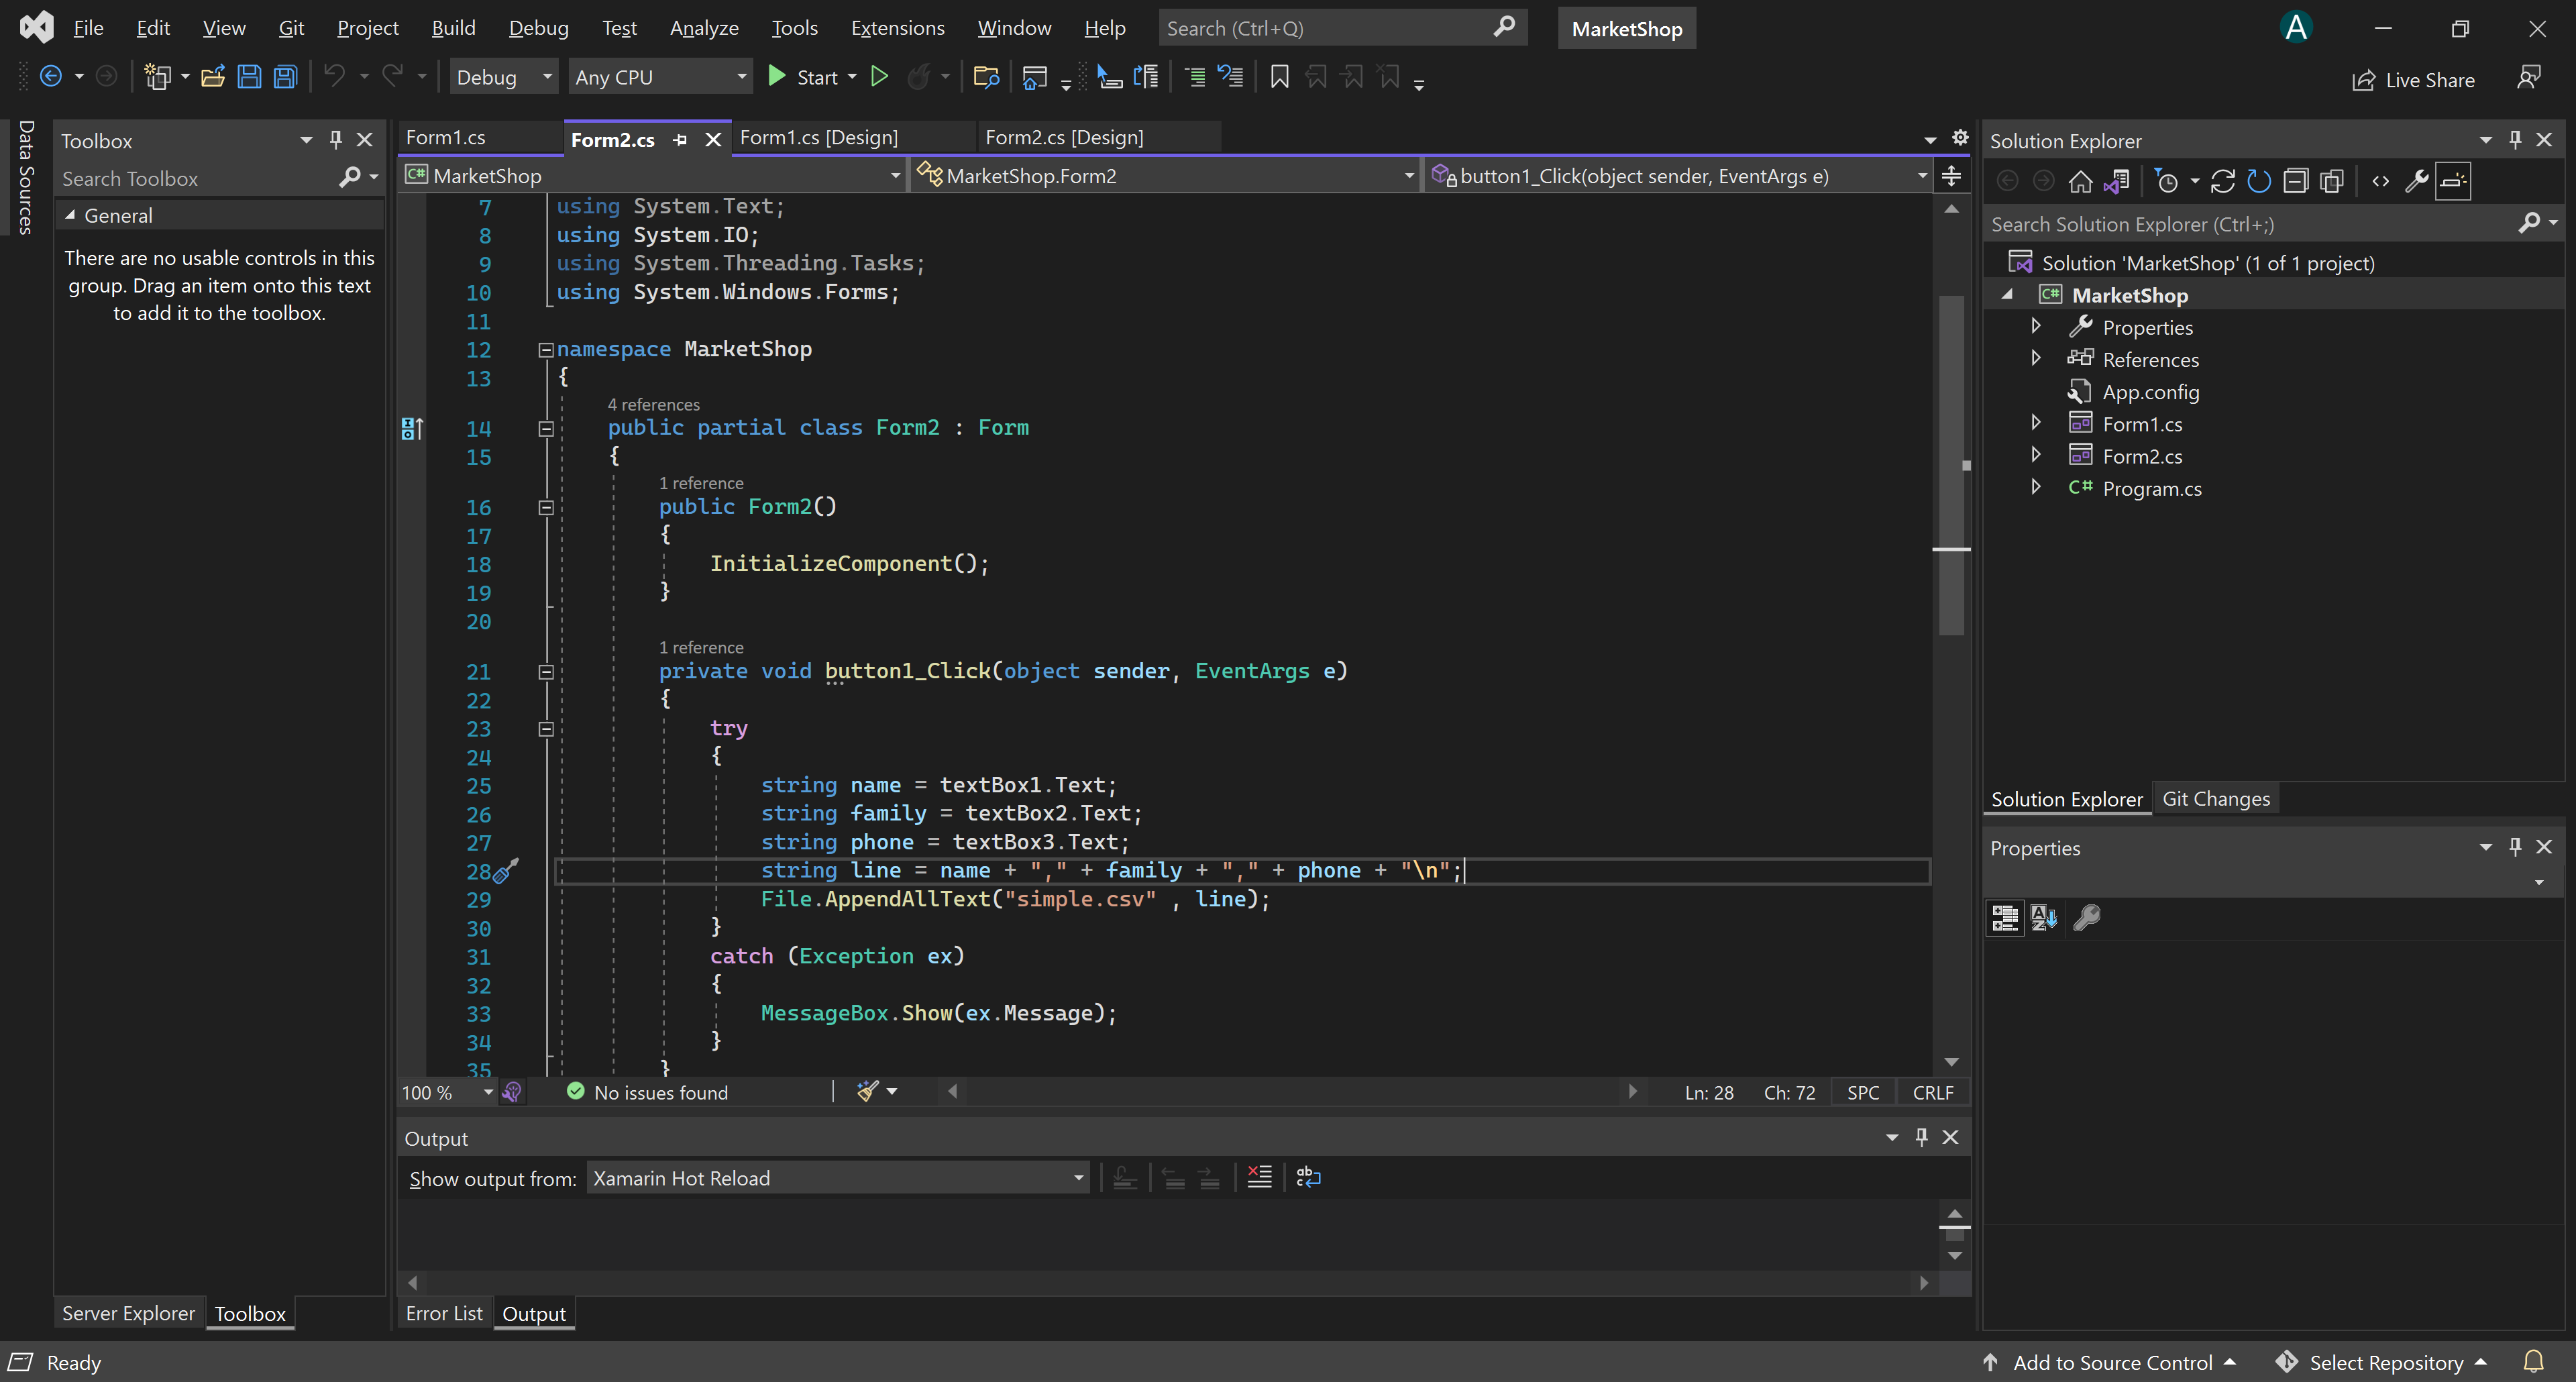 File Edit View Git Project Build Debug Test Analyze Tools Extensions Window Help Search (Ctrl+Q) MarketShop A
Debug Any CPU Start Live Share
Data Sources
Toolbox
Search Toolbox
General
There are no usable controls in this
group. Drag an item onto this text
to add it to the toolbox.
Server Explorer Toolbox
Form1.cs Form2.cs Form1.cs [Design] Form2.cs [Design]
C# MarketShop MarketShop.Form2 button1_Click(object sender, EventArgs e)
7 using System.Text;
8 using System.IO;
9 using System.Threading.Tasks;
10 using System.Windows.Forms;
11
12 namespace MarketShop
13 {
4 references
14 public partial class Form2 : Form
15 {
1 reference
16 public Form2()
17 {
18 InitializeComponent();
19 }
20
1 reference
21 private void button1_Click(object sender, EventArgs e)
22 {
23 try
24 {
25 string name = textBox1.Text;
26 string family = textBox2.Text;
27 string phone = textBox3.Text;
28 string line = name + "," + family + "," + phone + "\n";
29 File.AppendAllText("simple.csv" , line);
30 }
31 catch (Exception ex)
32 {
33 MessageBox.Show(ex.Message);
34 }
35 }
100 % No issues found Ln: 28 Ch: 72 SPC CRLF
Output
Show output from: Xamarin Hot Reload
Error List Output
Solution Explorer
Search Solution Explorer (Ctrl+;)
Solution 'MarketShop' (1 of 1 project)
C# MarketShop
Properties
References
App.config
Form1.cs
Form2.cs
C# Program.cs
Solution Explorer Git Changes
Properties
Ready Add to Source Control Select Repository